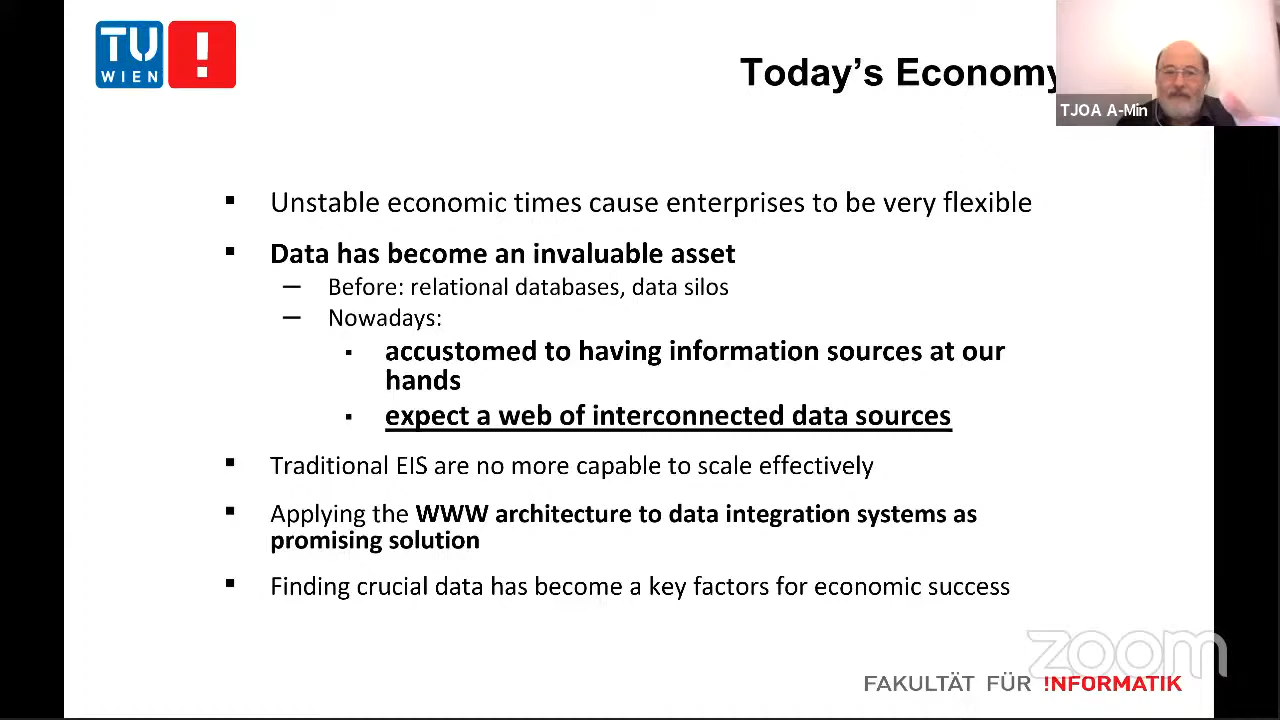 TU
WIEN
!
Today's Economy
TJOA A-Min
Unstable economic times cause enterprises to be very flexible
Data has become an invaluable asset
Before: relational databases, data silos
Nowadays:
accustomed to having information sources at our
hands
expect a web of interconnected data sources
Traditional EIS are no more capable to scale effectively
Applying the WWW architecture to data integration systems as
promising solution
Finding crucial data has become a key factors for economic success
zoom
FAKULTÄT FÜR !NFORMATIK